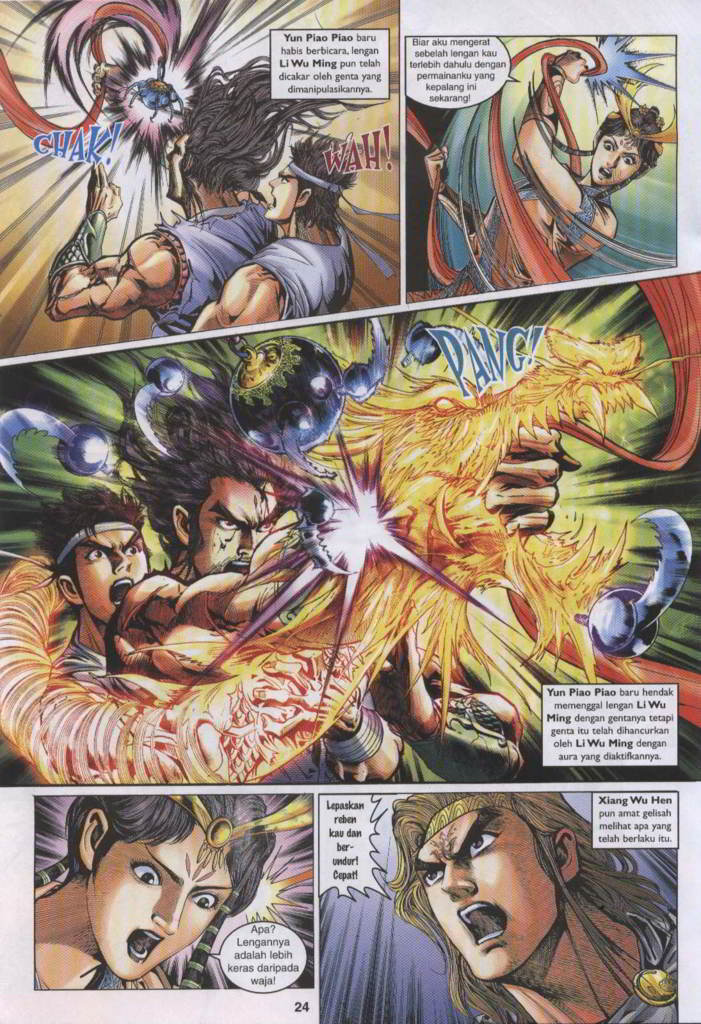 Yun Piao Piao baru
habis berbicara, lengan
Li Wu Ming pun telah
dicakar oleh genta yang
dimanipulasikannya.
CHAK!
WAH!
Biar aku mengerat
sebelah lengan kau
terlebih dahulu dengan
permainanku yang
kepalang ini
sekarang!
PANG!
Yun Piao Piao baru hendak
memenggal lengan Li Wu
Ming dengan gentanya tetapi
genta itu telah dihancurkan
oleh Li Wu Ming dengan
aura yang diaktifkannya.
Apa?
Lengannya
adalah lebih
keras daripada
waja!
Lepaskan
reben
kau dan
ber-
undur!
Cepat!
Xiang Wu Hen
pun amat gelisah
melihat apa yang
telah berlaku itu.
24